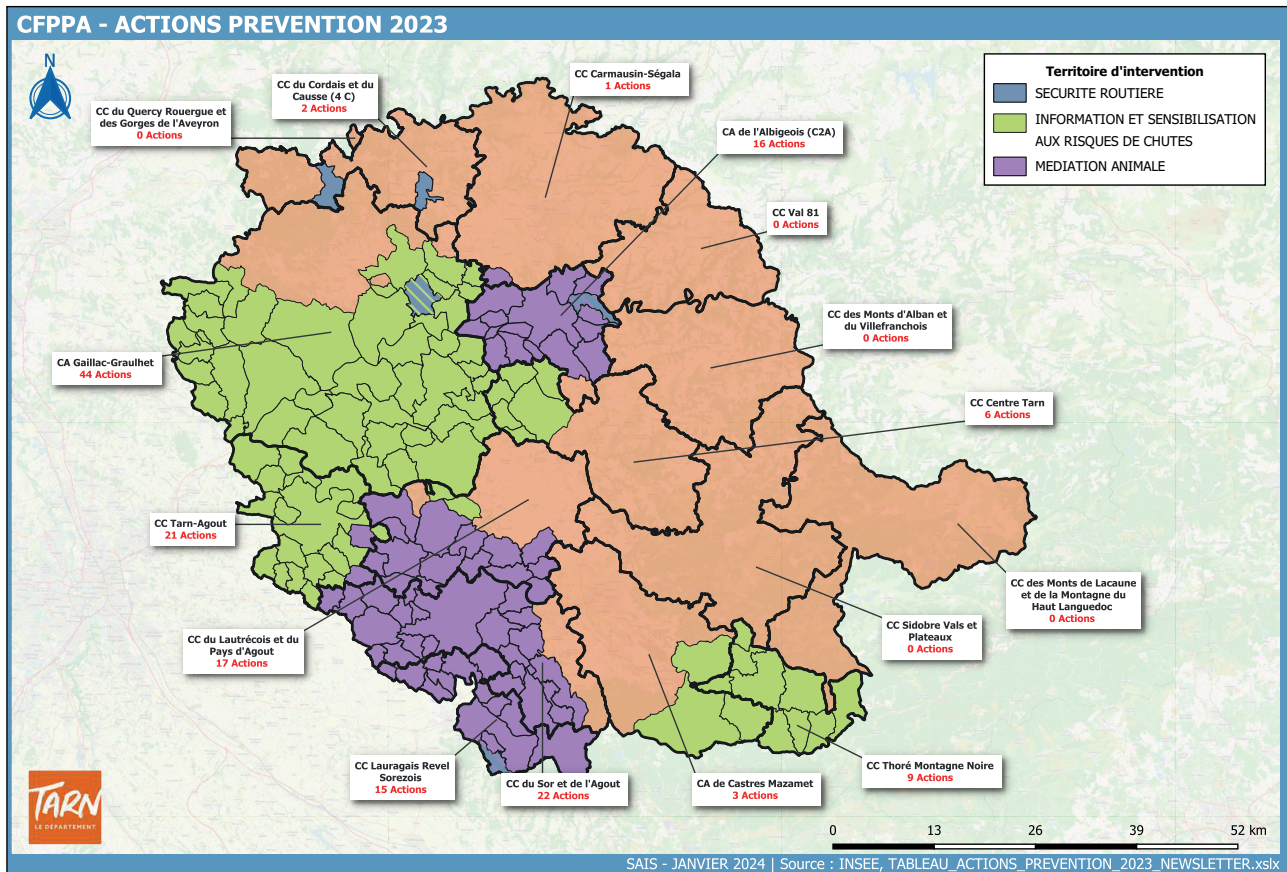 CFPPA - ACTIONS PREVENTION 2023
N
Territoire d'intervention
SECURITE ROUTIERE
INFORMATION ET SENSIBILISATION
AUX RISQUES DE CHUTES
MEDIATION ANIMALE
CC Carmausin-Ségala
1 Actions
CC du Cordais et du
Causse (4 C)
2 Actions
CC du Quercy Rouergue et
des Gorges de l'Aveyron
0 Actions
CA de l'Albigeois (C2A)
16 Actions
CC Val 81
0 Actions
CC des Monts d'Alban et
du Villefranchois
0 Actions
CA Gaillac-Graulhet
44 Actions
CC Centre Tarn
6 Actions
CC Tarn-Agout
21 Actions
CC des Monts de Lacaune
et de la Montagne du
Haut Languedoc
0 Actions
CC Sidobre Vals et
Plateaux
0 Actions
CC du Lautrécois et du
Pays d'Agout
17 Actions
CC Lauragais Revel
Sorezois
15 Actions
CC du Sor et de l'Agout
22 Actions
CA de Castres Mazamet
3 Actions
CC Thoré Montagne Noire
9 Actions
TARN
LE DÉPARTEMENT
0 13 26 39 52 km
SAIS - JANVIER 2024 | Source : INSEE, TABLEAU_ACTIONS_PREVENTION_2023_NEWSLETTER.xslx